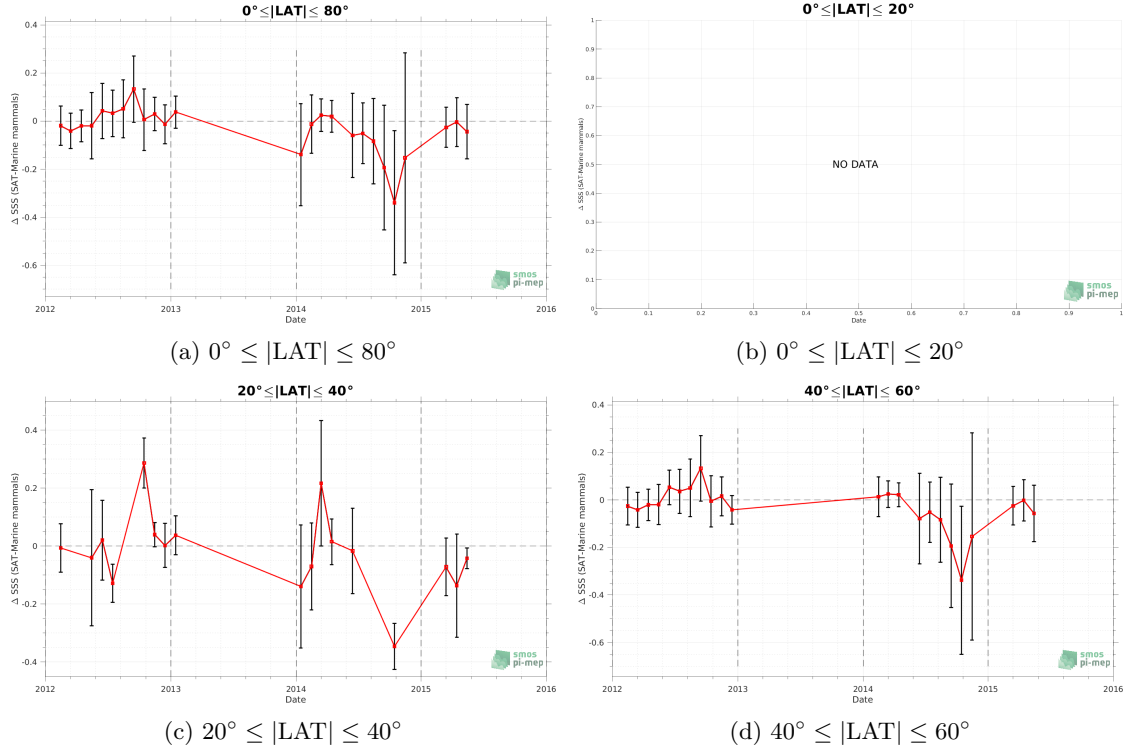 0°≤|LAT|≤ 80°
0.4
0.2
0
-0.2
-0.4
-0.6
Δ SSS (SAT-Marine mammals)
2012
2013
2014
2015
2016
Date
smos
pi-mep
(a) 0° ≤ |LAT| ≤ 80°
0°≤|LAT|≤ 20°
1
0.9
0.8
0.7
0.6
0.5
0.4
0.3
0.2
0.1
0
Δ SSS (SAT-Marine mammals)
NO DATA
0
0.1
0.2
0.3
0.4
0.5
0.6
0.7
0.8
0.9
1
Date
smos
pi-mep
(b) 0° ≤ |LAT| ≤ 20°
20°≤|LAT|≤ 40°
0.4
0.2
0
-0.2
-0.4
Δ SSS (SAT-Marine mammals)
2012
2013
2014
2015
2016
Date
smos
pi-mep
(c) 20° ≤ |LAT| ≤ 40°
40°≤|LAT|≤ 60°
0.4
0.2
0
-0.2
-0.4
-0.6
Δ SSS (SAT-Marine mammals)
2012
2013
2014
2015
2016
Date
smos
pi-mep
(d) 40° ≤ |LAT| ≤ 60°